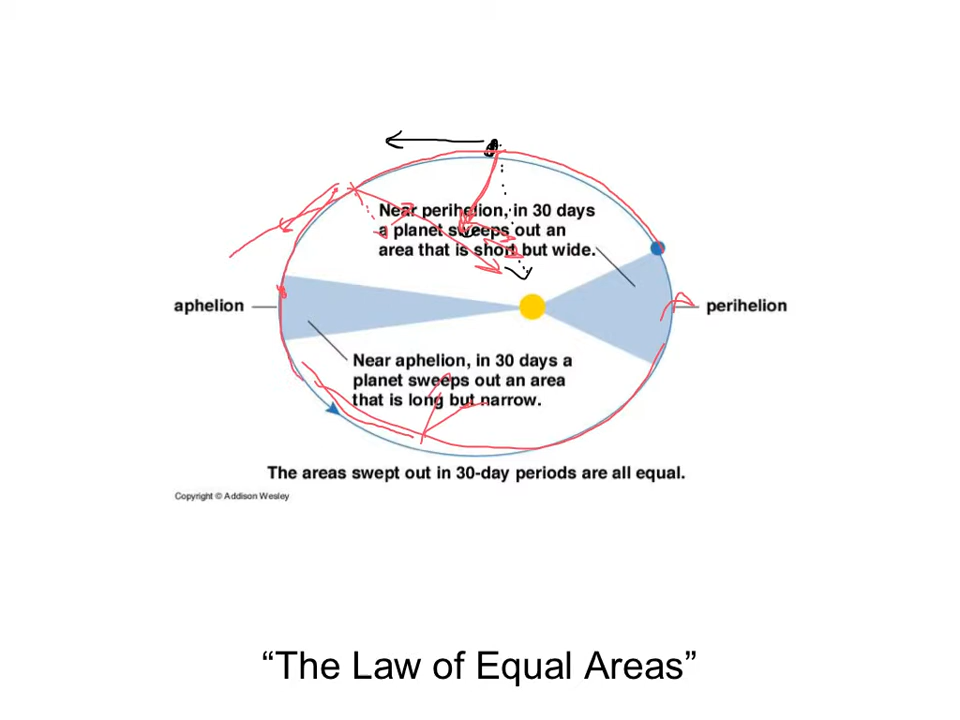 Near perihelion, in 30 days
a planet sweeps out an
area that is short but wide.
aphelion
perihelion
Near aphelion, in 30 days a
planet sweeps out an area
that is long but narrow.
The areas swept out in 30-day periods are all equal.
Copyright © Addison Wesley
“The Law of Equal Areas”